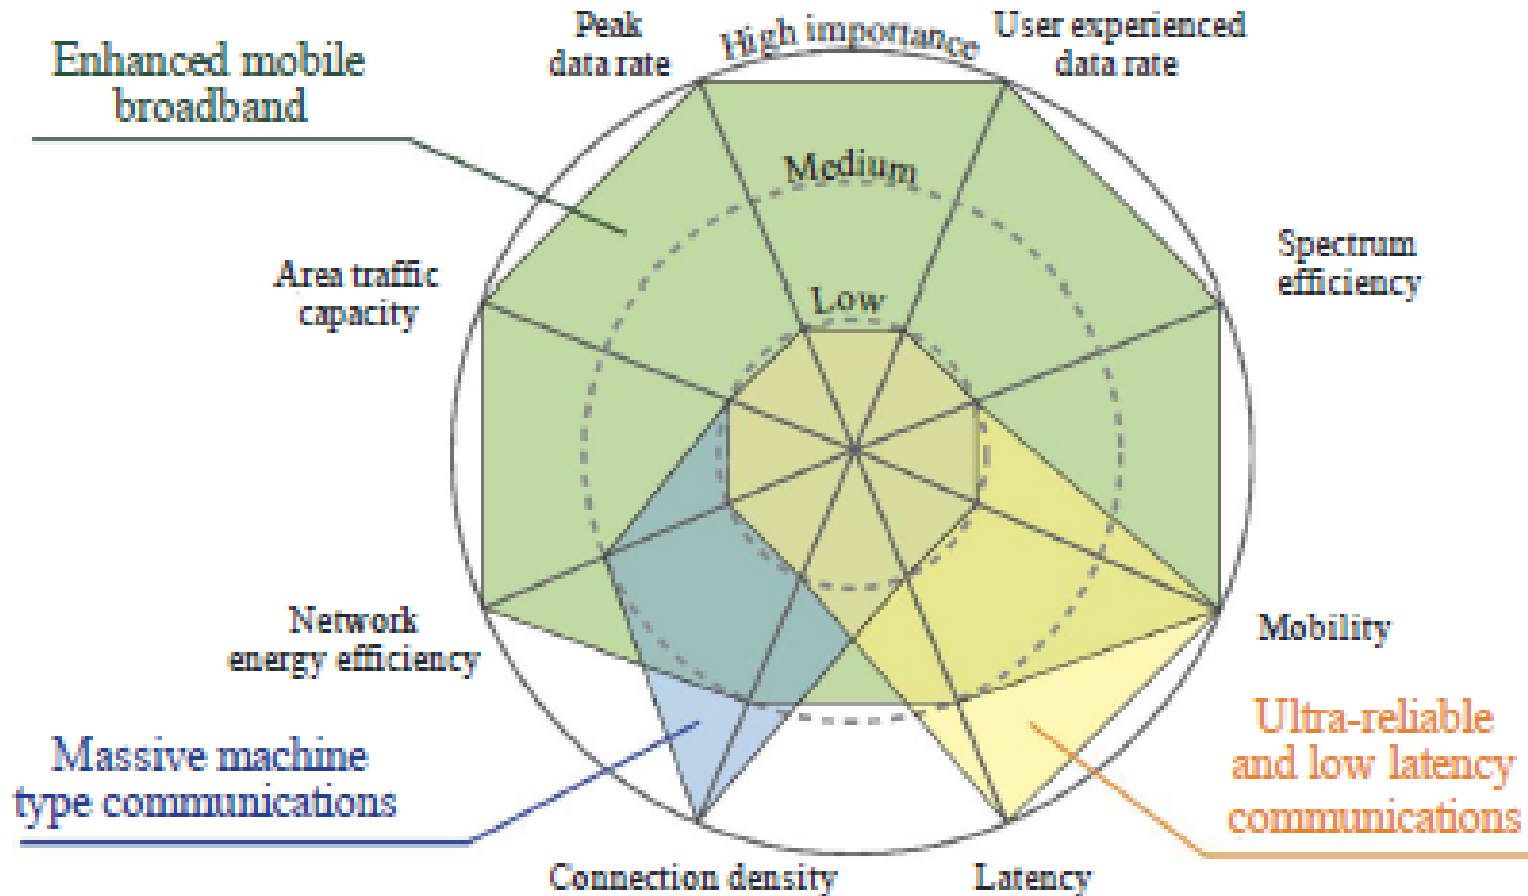 Peak
data rate
High importance
User experienced
data rate
Enhanced mobile
broadband
Medium
Area traffic
capacity
Low
Spectrum
efficiency
Network
energy efficiency
Mobility
Massive machine
type communications
Ultra-reliable
and low latency
communications
Connection density
Latency